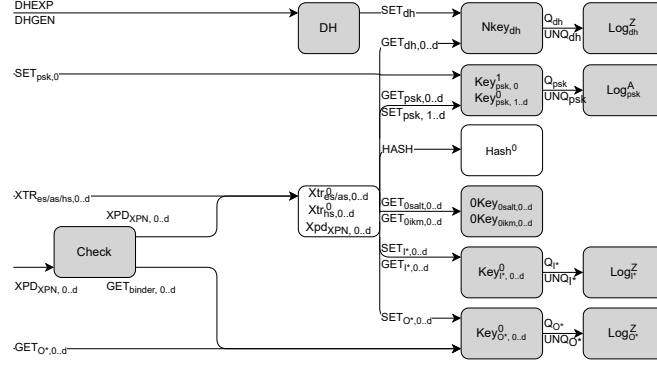 DHEXP
DHGEN
DH
SETdh
Nkeydh
Qdh
UNQdh
LogZdh
GETdh,0..d
SETpsk,0
Key1psk, 0
Key0psk, 1..d
Qpsk
UNQpsk
LogApsk
GETpsk,0..d
SETpsk, 1..d
HASH
Hash0
XTRes/as/hs,0..d
Xtr0es/as,0..d
Xtr0hs,0..d
Xpd0XPN, 0..d
GET0salt,0..d
GET0ikm,0..d
0Key0salt,0..d
0Key0ikm,0..d
XPDXPN, 0..d
Check
XPDXPN, 0..d
GETbinder, 0..d
SETI*,0..d
GETI*,0..d
Key0I*, 0..d
QI*
UNQI*
LogZI*
SETO*,0..d
Key0O*, 0..d
QO*
UNQO*
LogZO*
GETO*,0..d